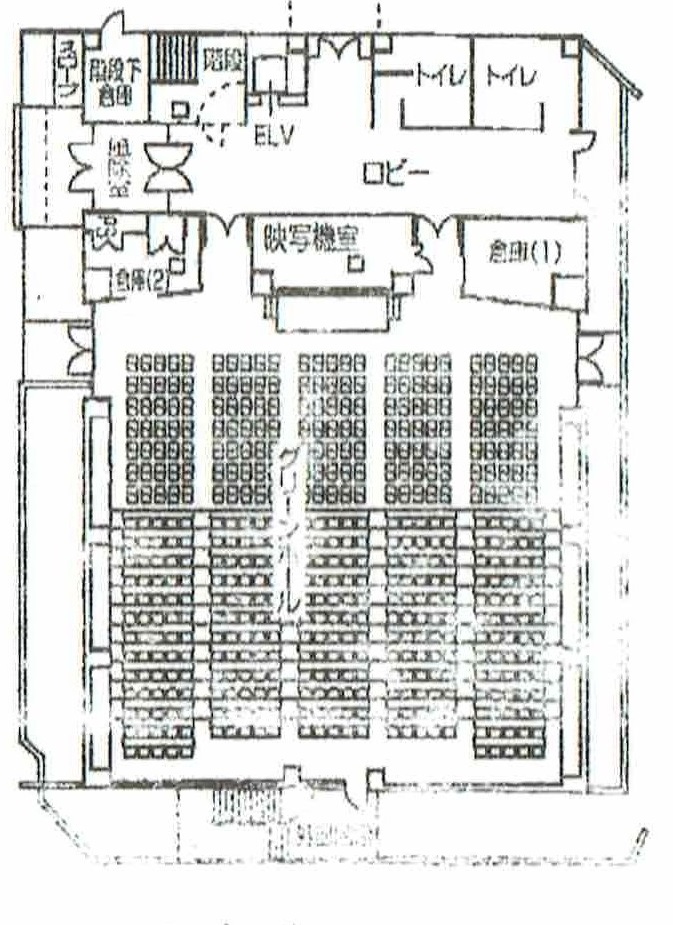 スロープ
階段下
倉庫
階段
ELV
トイレ
トイレ
風除室
ロビー
PS
映写機室
倉庫(1)
倉庫(2)
グリーンホール